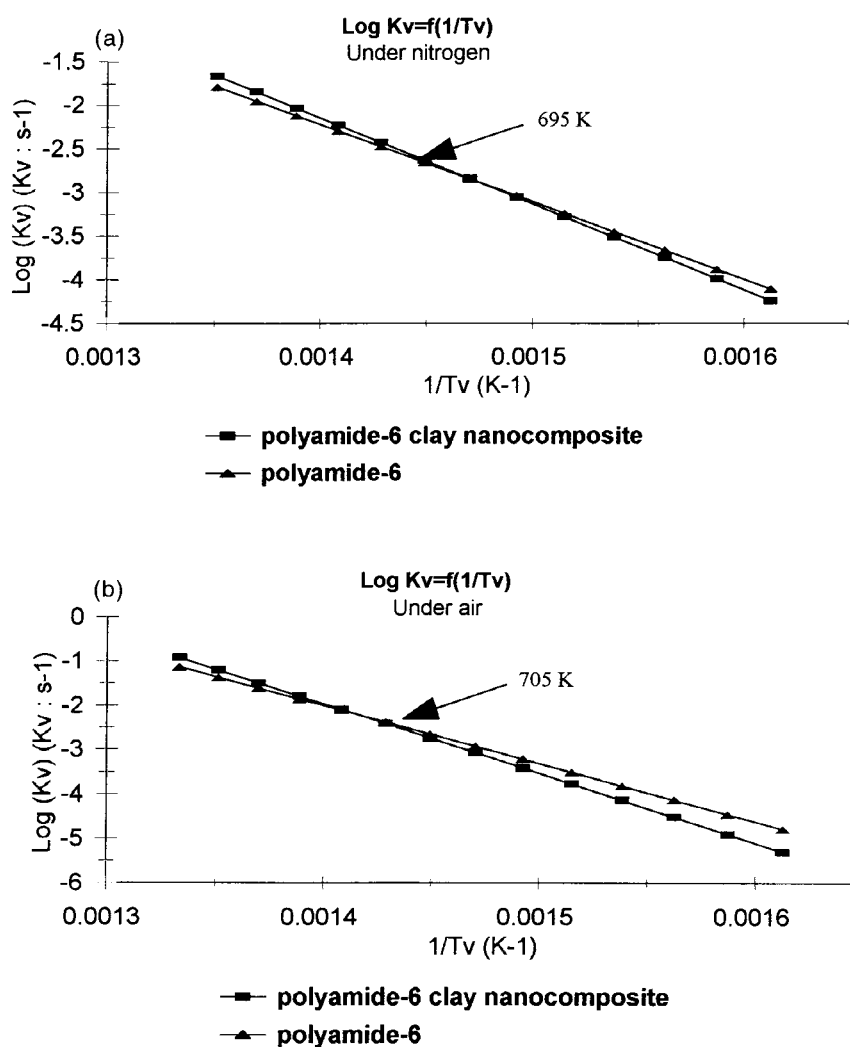 (a)
Log Kv=f(1/Tv)
Under nitrogen
-1.5
-2
-2.5
-3
-3.5
-4
-4.5
Log (Kv) (Kv : s-1)
695 K
0.0013 0.0014 0.0015 0.0016
1/Tv (K-1)
polyamide-6 clay nanocomposite
polyamide-6
(b)
Log Kv=f(1/Tv)
Under air
0
-1
-2
-3
-4
-5
-6
Log (Kv) (Kv : s-1)
705 K
0.0013 0.0014 0.0015 0.0016
1/Tv (K-1)
polyamide-6 clay nanocomposite
polyamide-6